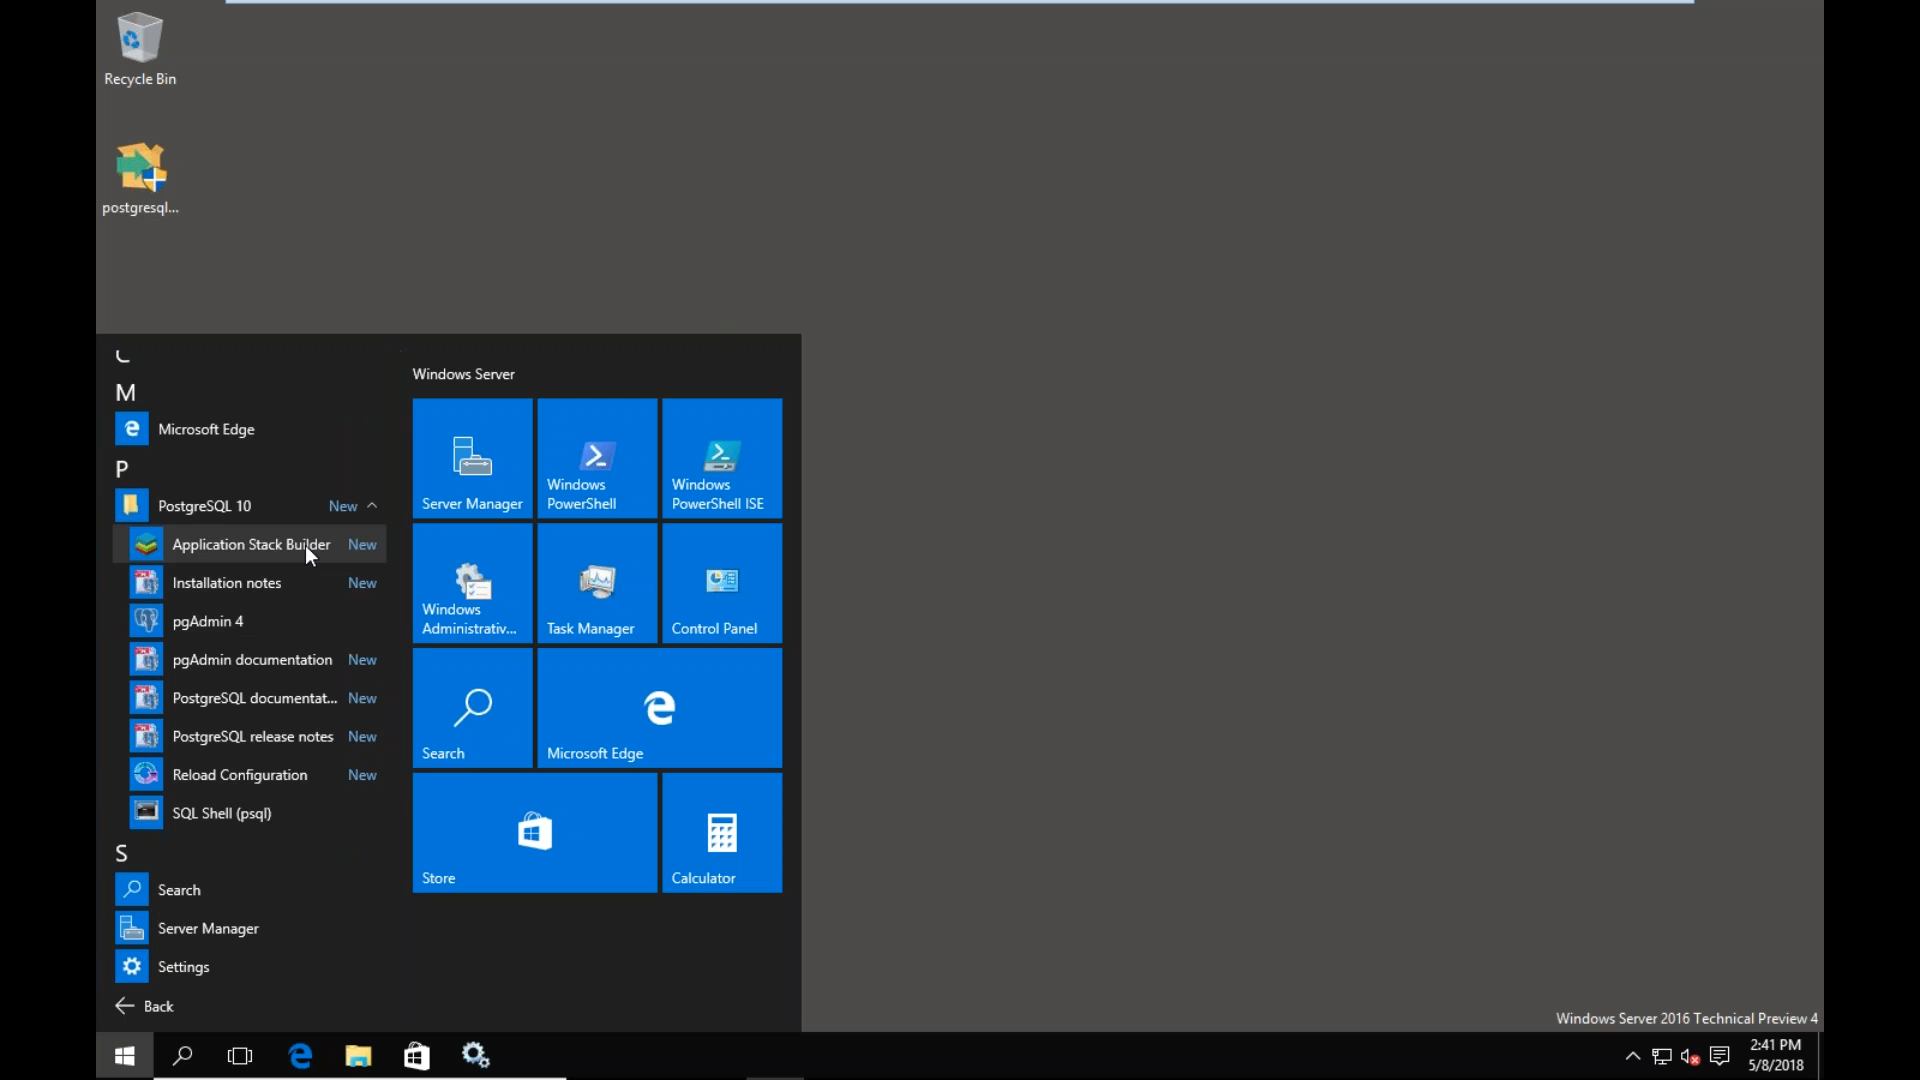 Recycle Bin
postgresql...
M
Microsoft Edge
P
PostgreSQL 10 New
Application Stack Builder New
Installation notes New
pgAdmin 4
pgAdmin documentation New
PostgreSQL documentat... New
PostgreSQL release notes New
Reload Configuration New
SQL Shell (psql)
S
Search
Server Manager
Settings
Back
Windows Server
Server Manager
Windows
PowerShell
Windows
PowerShell ISE
Windows
Administrativ...
Task Manager
Control Panel
Search
Microsoft Edge
Store
Calculator
Windows Server 2016 Technical Preview 4
2:41 PM
5/8/2018